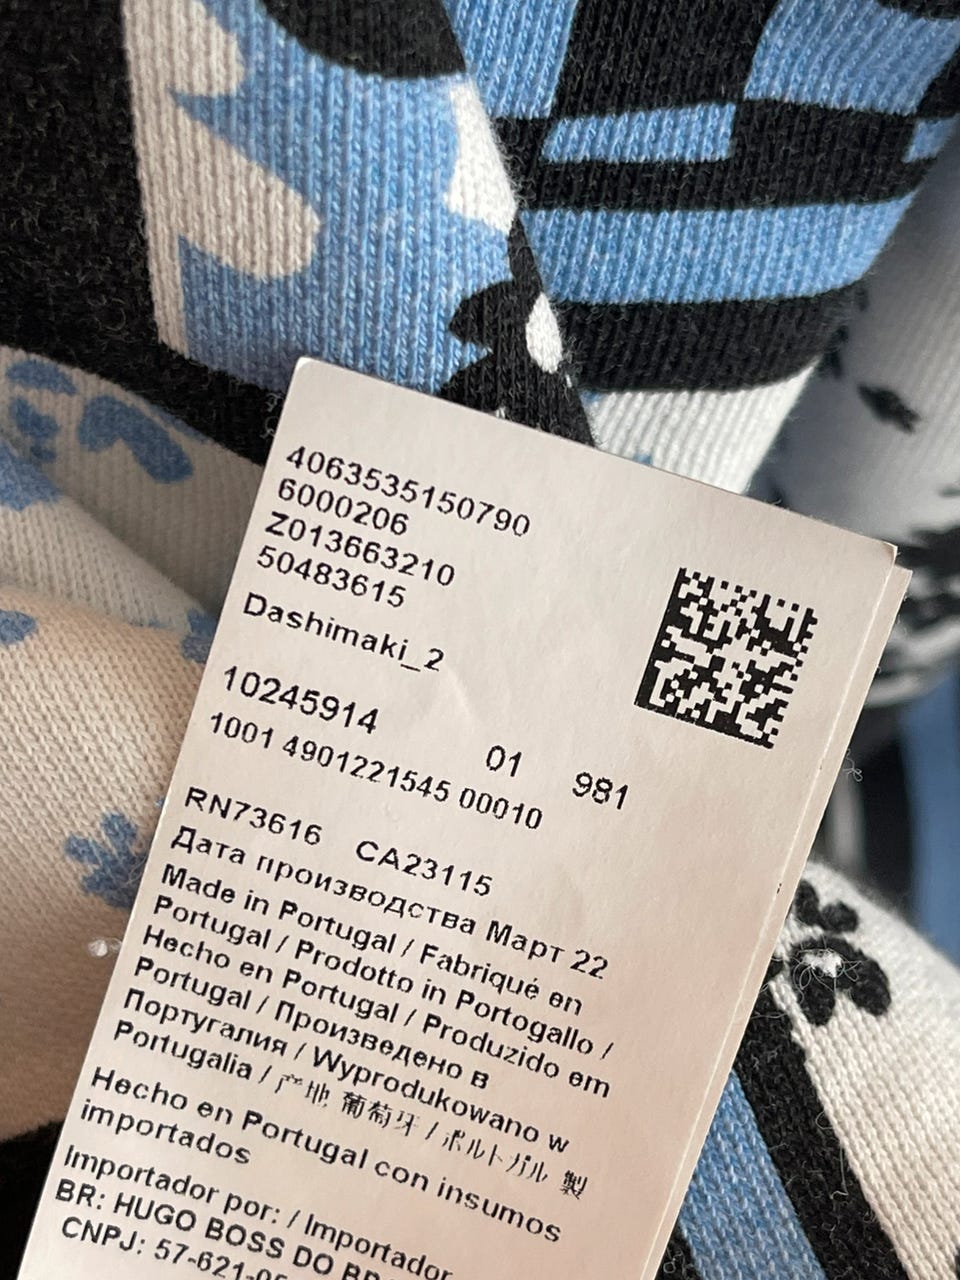 4063535150790
6000206
Z013663210
50483615
Dashimaki_2
10245914 01 981
1001 4901221545 00010
RN73616 CA23115
Дата производства Март 22
Made in Portugal / Fabriqué en
Portugal / Prodotto in Portogallo /
Hecho en Portugal / Produzido em
Portugal / Произведено в
Португалия / Wyprodukowano w
Portugalia / 产地 葡萄牙 / ポルトガル 製
Hecho en Portugal con insumos
importados
Importador por: / Importador
BR: HUGO BOSS DO
CNPJ: 57-621-